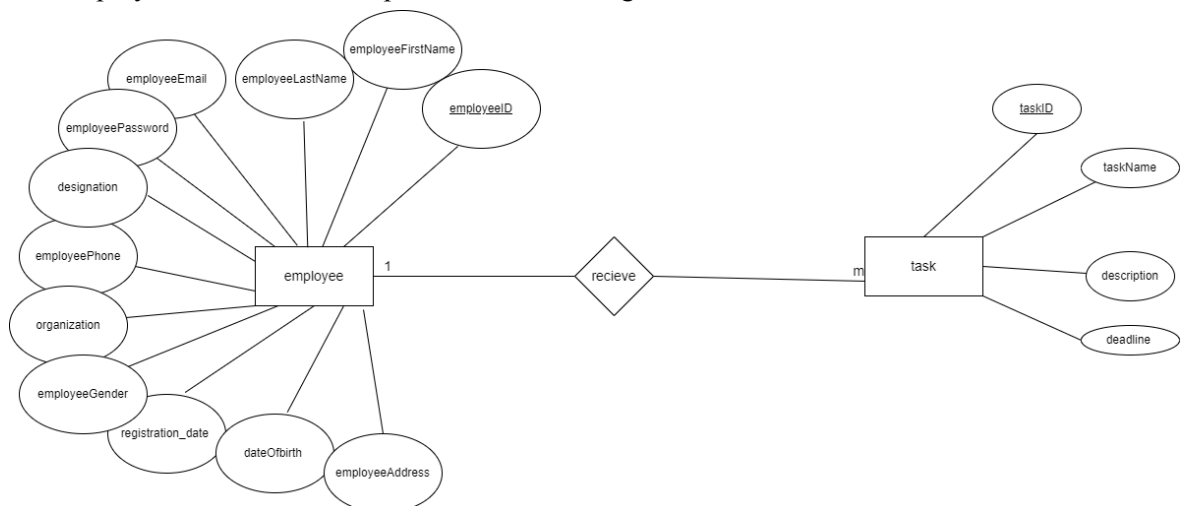 employeeFirstName
employeeEmail
employeeLastName
employeeID
taskID
employeePassword
taskName
designation
employeePhone
employee
1
recieve
m
task
description
organization
deadline
employeeGender
registration_date
dateOfbirth
employeeAddress